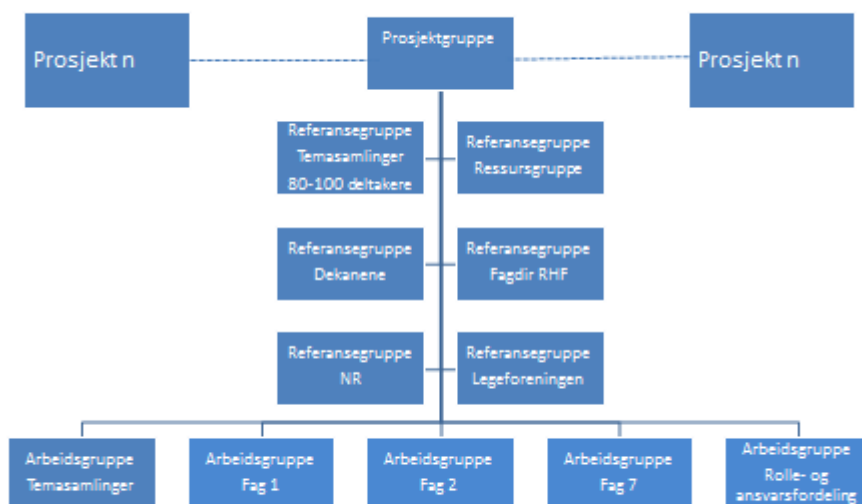 Prosjekt n
Prosjektgruppe
Prosjekt n
Referansegruppe
Temasamlinger
80-100 deltakere
Referansegruppe
Ressursgruppe
Referansegruppe
Dekanene
Referansegruppe
Fagdir RHF
Referansegruppe
NR
Referansegruppe
Legeforeningen
Arbeidsgruppe
Temasamlinger
Arbeidsgruppe
Fag 1
Arbeidsgruppe
Fag 2
Arbeidsgruppe
Fag 7
Arbeidsgruppe
Rolle- og
ansvarsfordeling